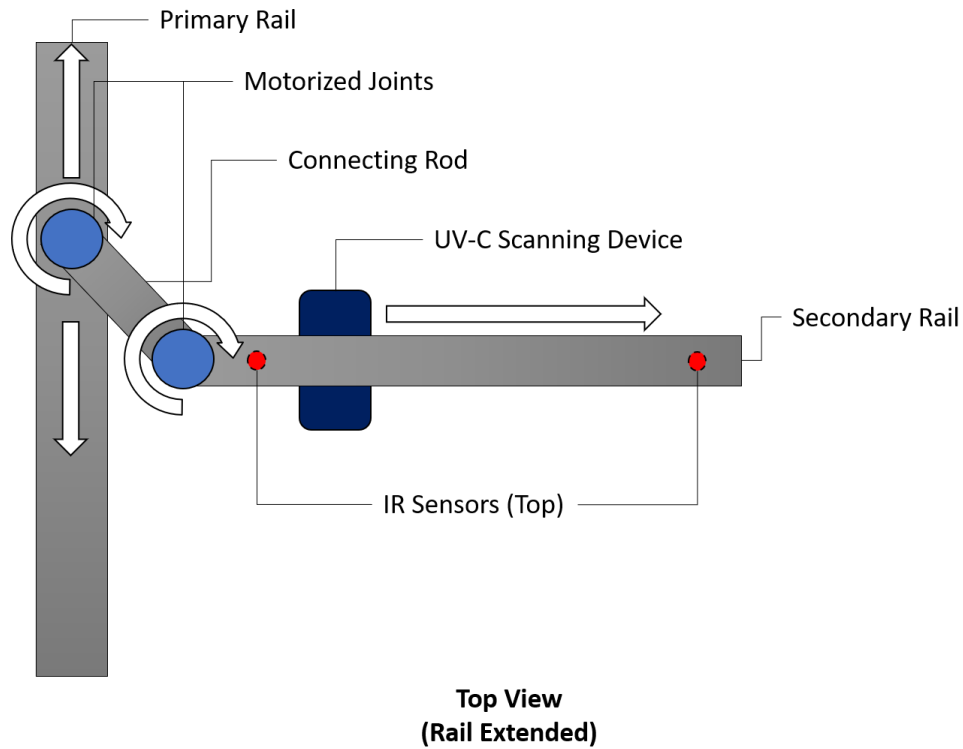 Primary Rail
Motorized Joints
Connecting Rod
UV-C Scanning Device
Secondary Rail
IR Sensors (Top)
Top View
(Rail Extended)